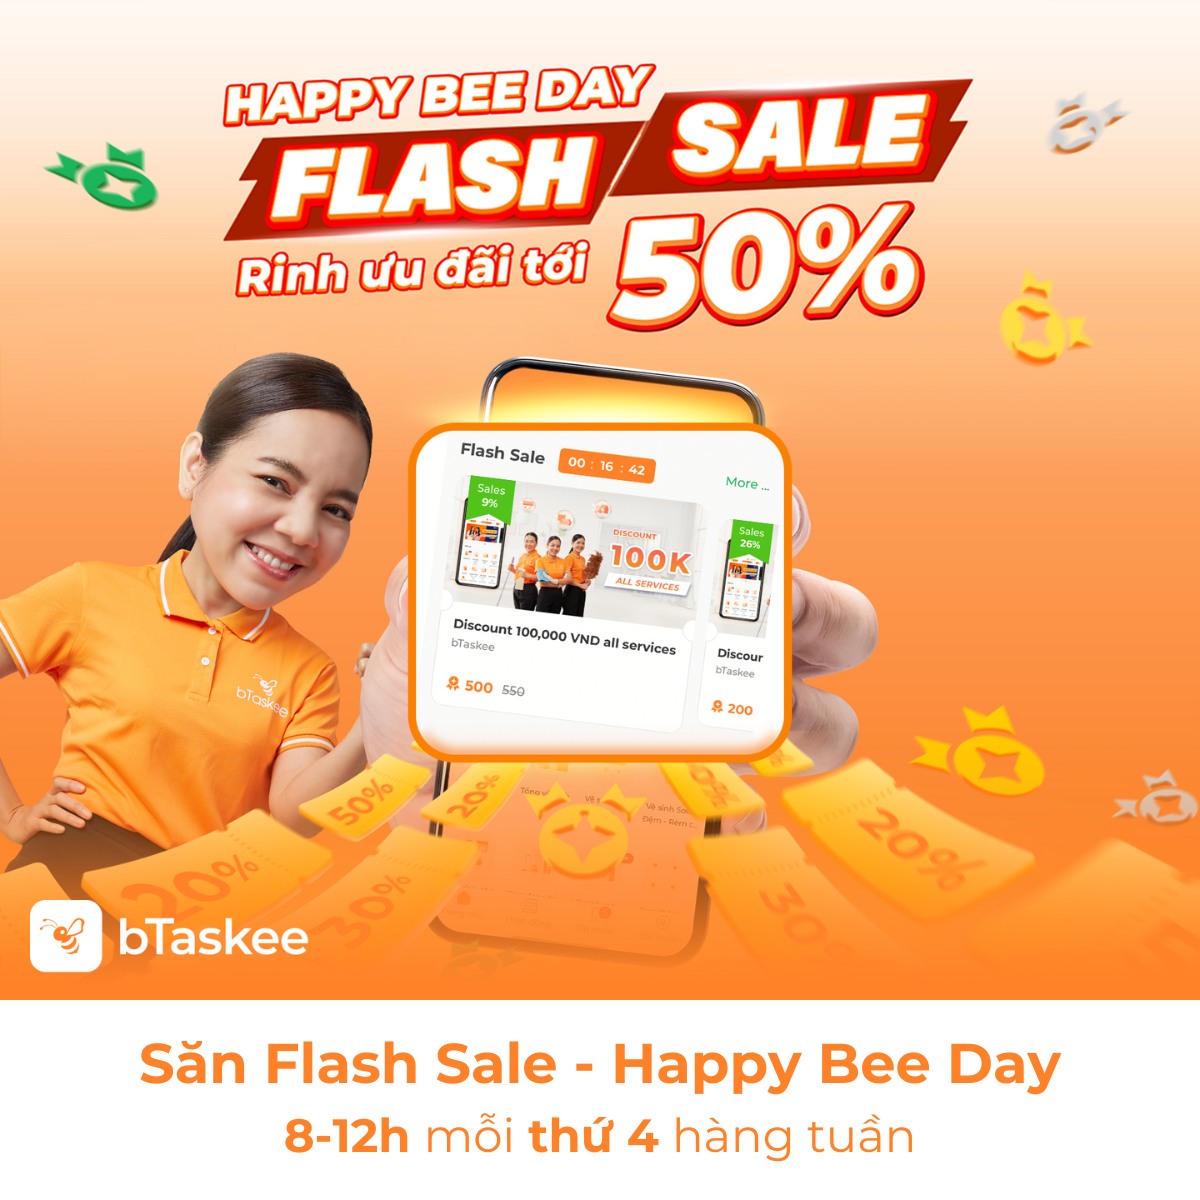 HAPPY BEE DAY
FLASH SALE
Rinh ưu đãi tới 50%
Flash Sale 00 : 16 : 42 More ...
Sales
9%
DISCOUNT
100K
ALL SERVICES
Sales
26%
Discount 100,000 VND all services
bTaskee
500 550
Discour
bTaskee
200
bTaskee
50%
20%
20%
20%
30%
30%
bTaskee
Săn Flash Sale - Happy Bee Day
8-12h mỗi thứ 4 hàng tuần